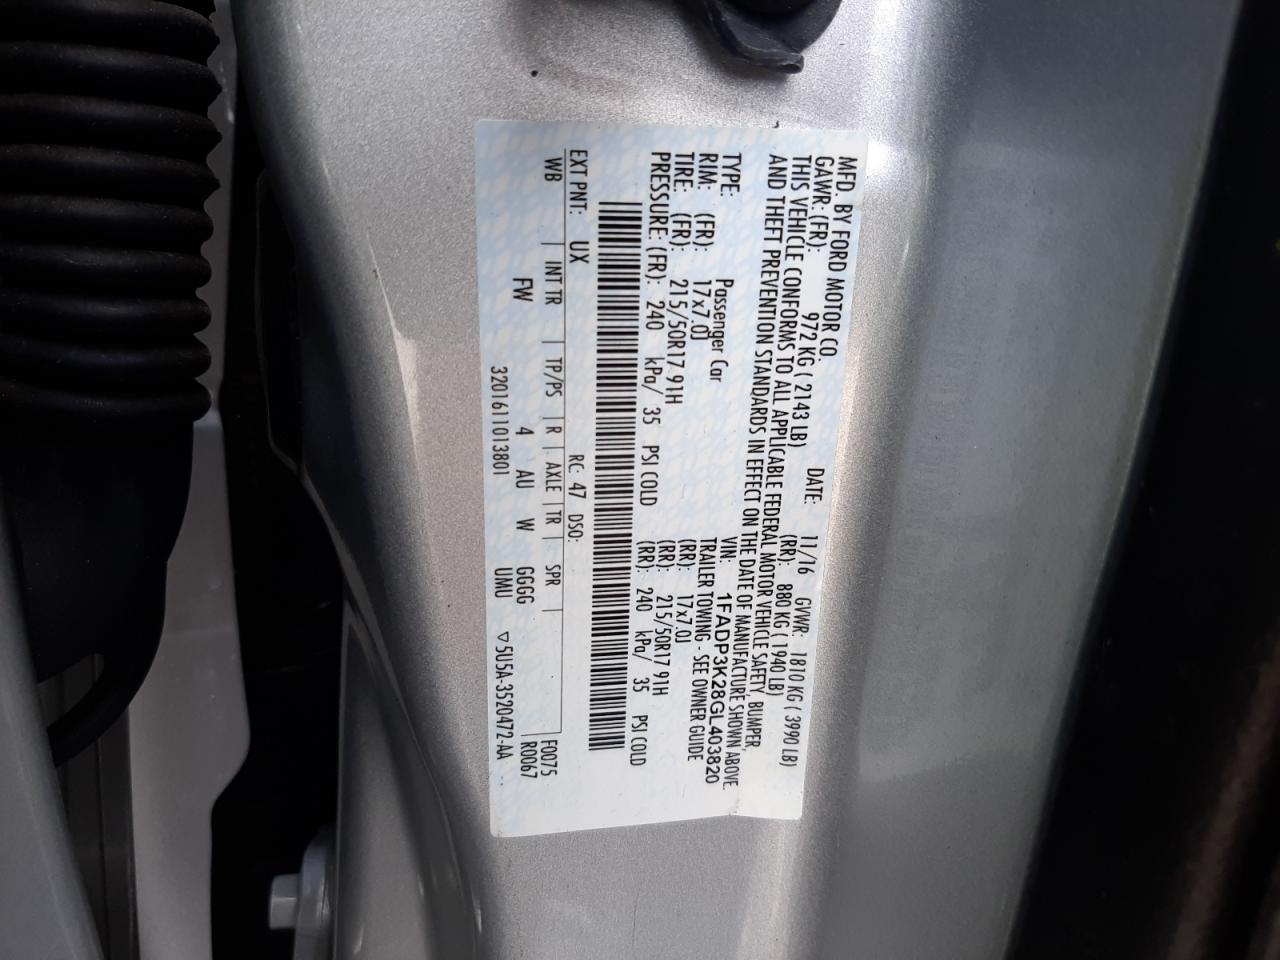 MFD. BY FORD MOTOR CO.
DATE: 11/16 GVWR: 1810 KG ( 3990 LB)
GAWR: (FR): 972 KG ( 2143 LB) (RR): 880 KG ( 1940 LB)
THIS VEHICLE CONFORMS TO ALL APPLICABLE FEDERAL MOTOR VEHICLE SAFETY, BUMPER,
AND THEFT PREVENTION STANDARDS IN EFFECT ON THE DATE OF MANUFACTURE SHOWN ABOVE.
VIN: 1FADP3K28GL403820
TYPE: Passenger Car TRAILER TOWING - SEE OWNER GUIDE
RIM: (FR): 17x7.0J (RR): 17x7.0J
TIRE: (FR): 215/50R17 91H (RR): 215/50R17 91H
PRESSURE: (FR): 240 kPa/ 35 PSI COLD (RR): 240 kPa/ 35 PSI COLD
EXT PNT: UX RC: 47 DSO:
WB INT TR TP/PS R AXLE TR SPR F0075
FW 4 AU W GGGG R0067
UMU
3201611013801 ▽5U5A-3520472-AA